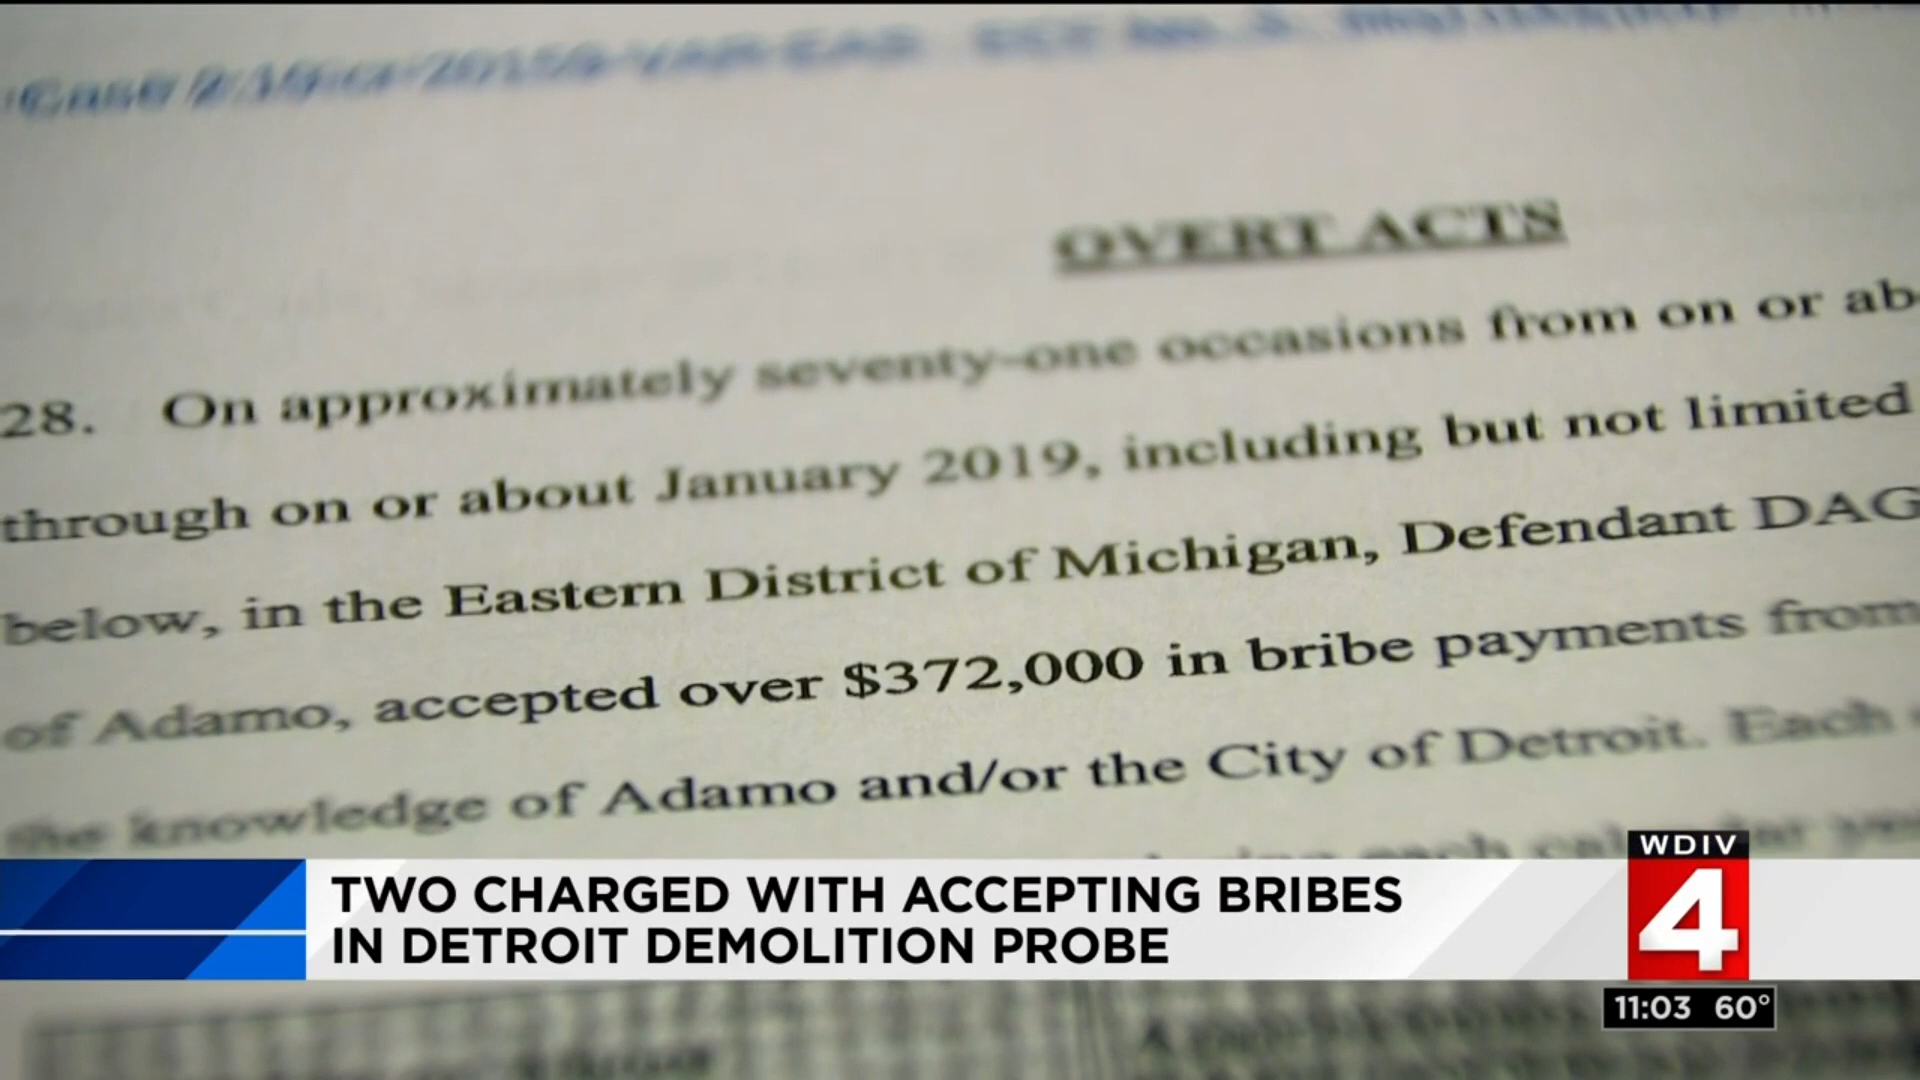 OVERT ACTS
28. On approximately seventy-one occasions from on or ab
through on or about January 2019, including but not limited
below, in the Eastern District of Michigan, Defendant DAG
of Adamo, accepted over $372,000 in bribe payments from
the knowledge of Adamo and/or the City of Detroit. Each
each
WDIV
4
TWO CHARGED WITH ACCEPTING BRIBES
IN DETROIT DEMOLITION PROBE
11:03 60°